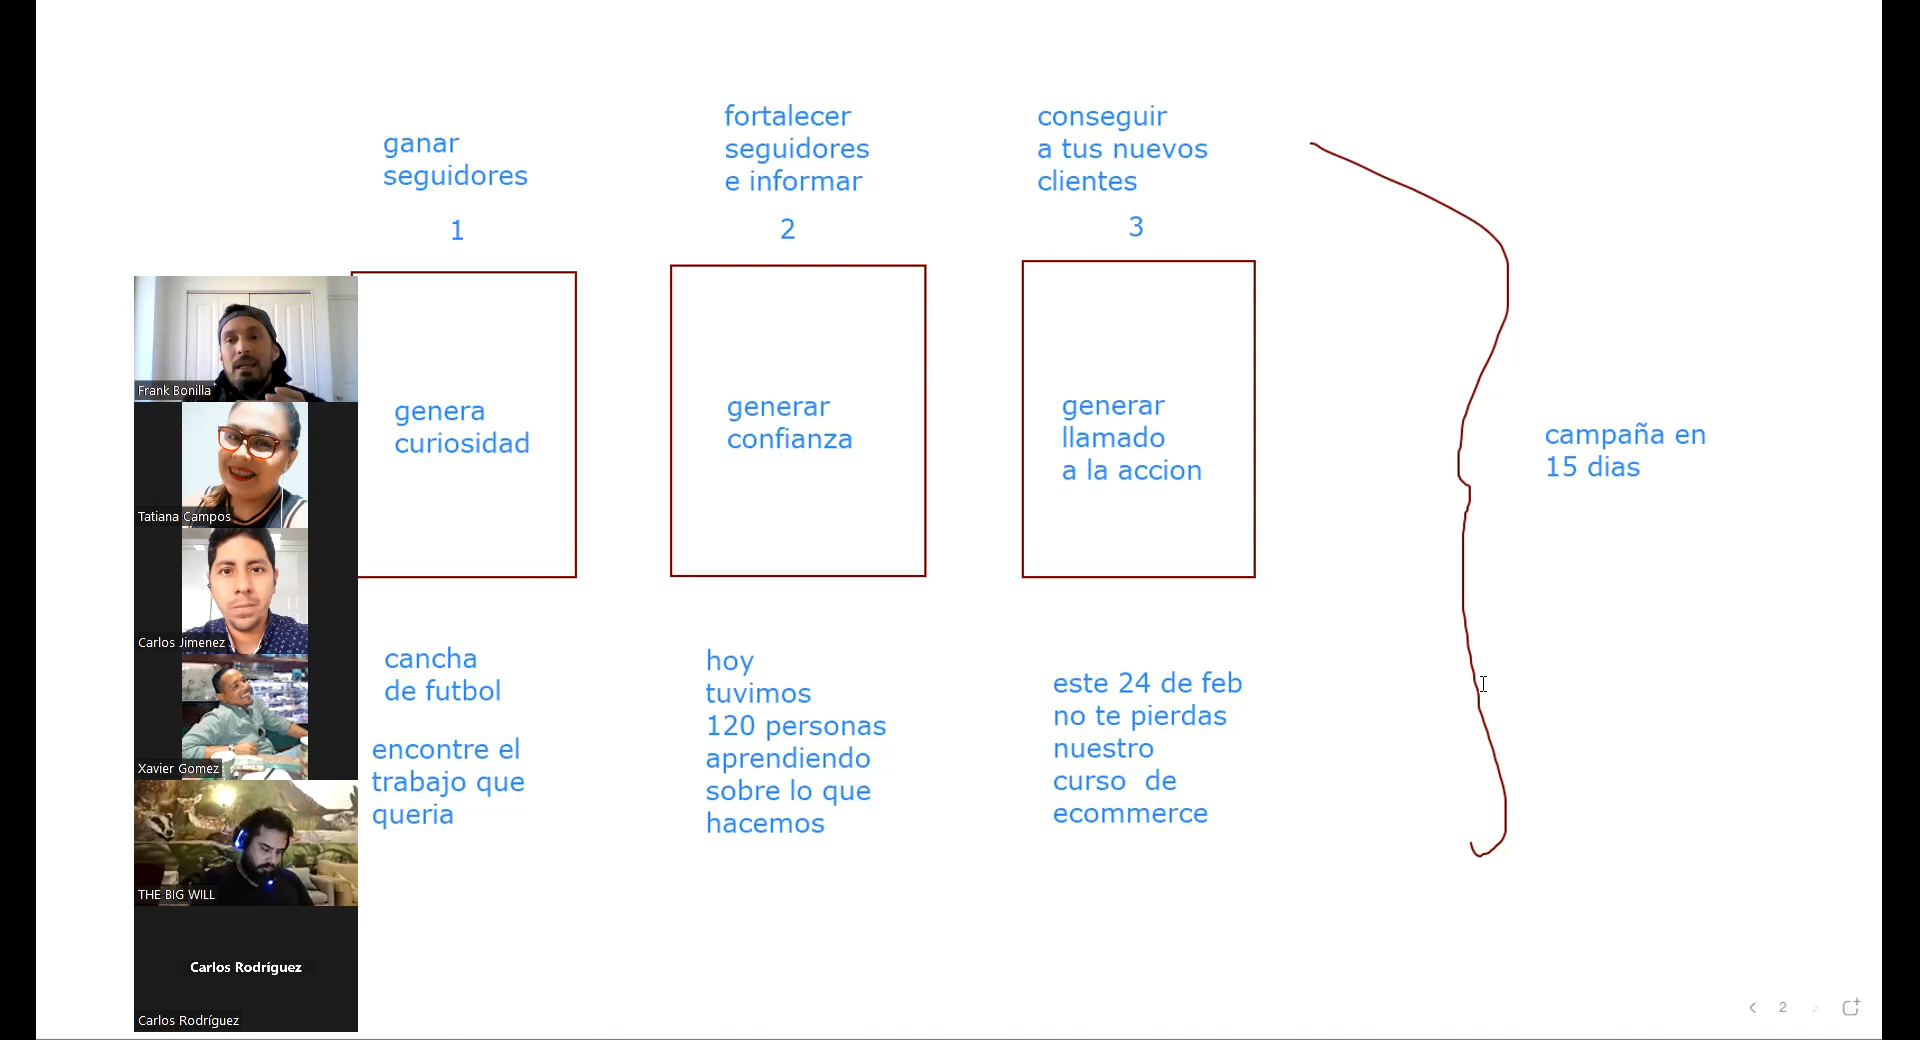 ganar
seguidores
1
fortalecer
seguidores
e informar
2
conseguir
a tus nuevos
clientes
3
genera
curiosidad
generar
confianza
generar
llamado
a la accion
campaña en
15 dias
cancha
de futbol
encontre el
trabajo que
queria
hoy
tuvimos
120 personas
aprendiendo
sobre lo que
hacemos
este 24 de feb
no te pierdas
nuestro
curso de
ecommerce
Frank Bonilla
Tatiana Campos
Carlos Jimenez
Xavier Gomez
THE BIG WILL
Carlos Rodríguez
Carlos Rodríguez
2